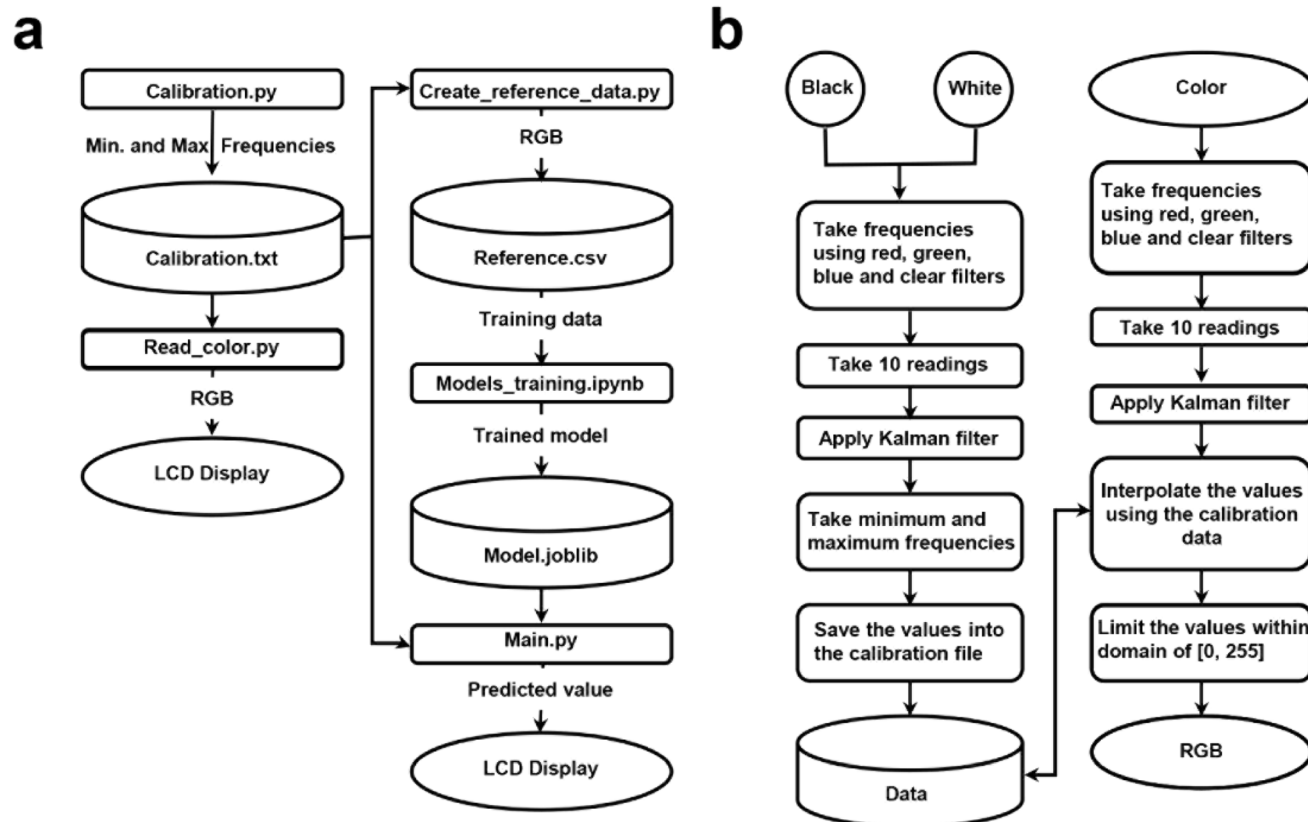 a
Calibration.py
Min. and Max. Frequencies
Calibration.txt
Read_color.py
RGB
LCD Display
Create_reference_data.py
RGB
Reference.csv
Training data
Models_training.ipynb
Trained model
Model.joblib
Main.py
Predicted value
LCD Display
b
Black
White
Take frequencies
using red, green,
blue and clear filters
Take 10 readings
Apply Kalman filter
Take minimum and
maximum frequencies
Save the values into
the calibration file
Data
Color
Take frequencies
using red, green,
blue and clear filters
Take 10 readings
Apply Kalman filter
Interpolate the values
using the calibration
data
Limit the values within
domain of [0, 255]
RGB